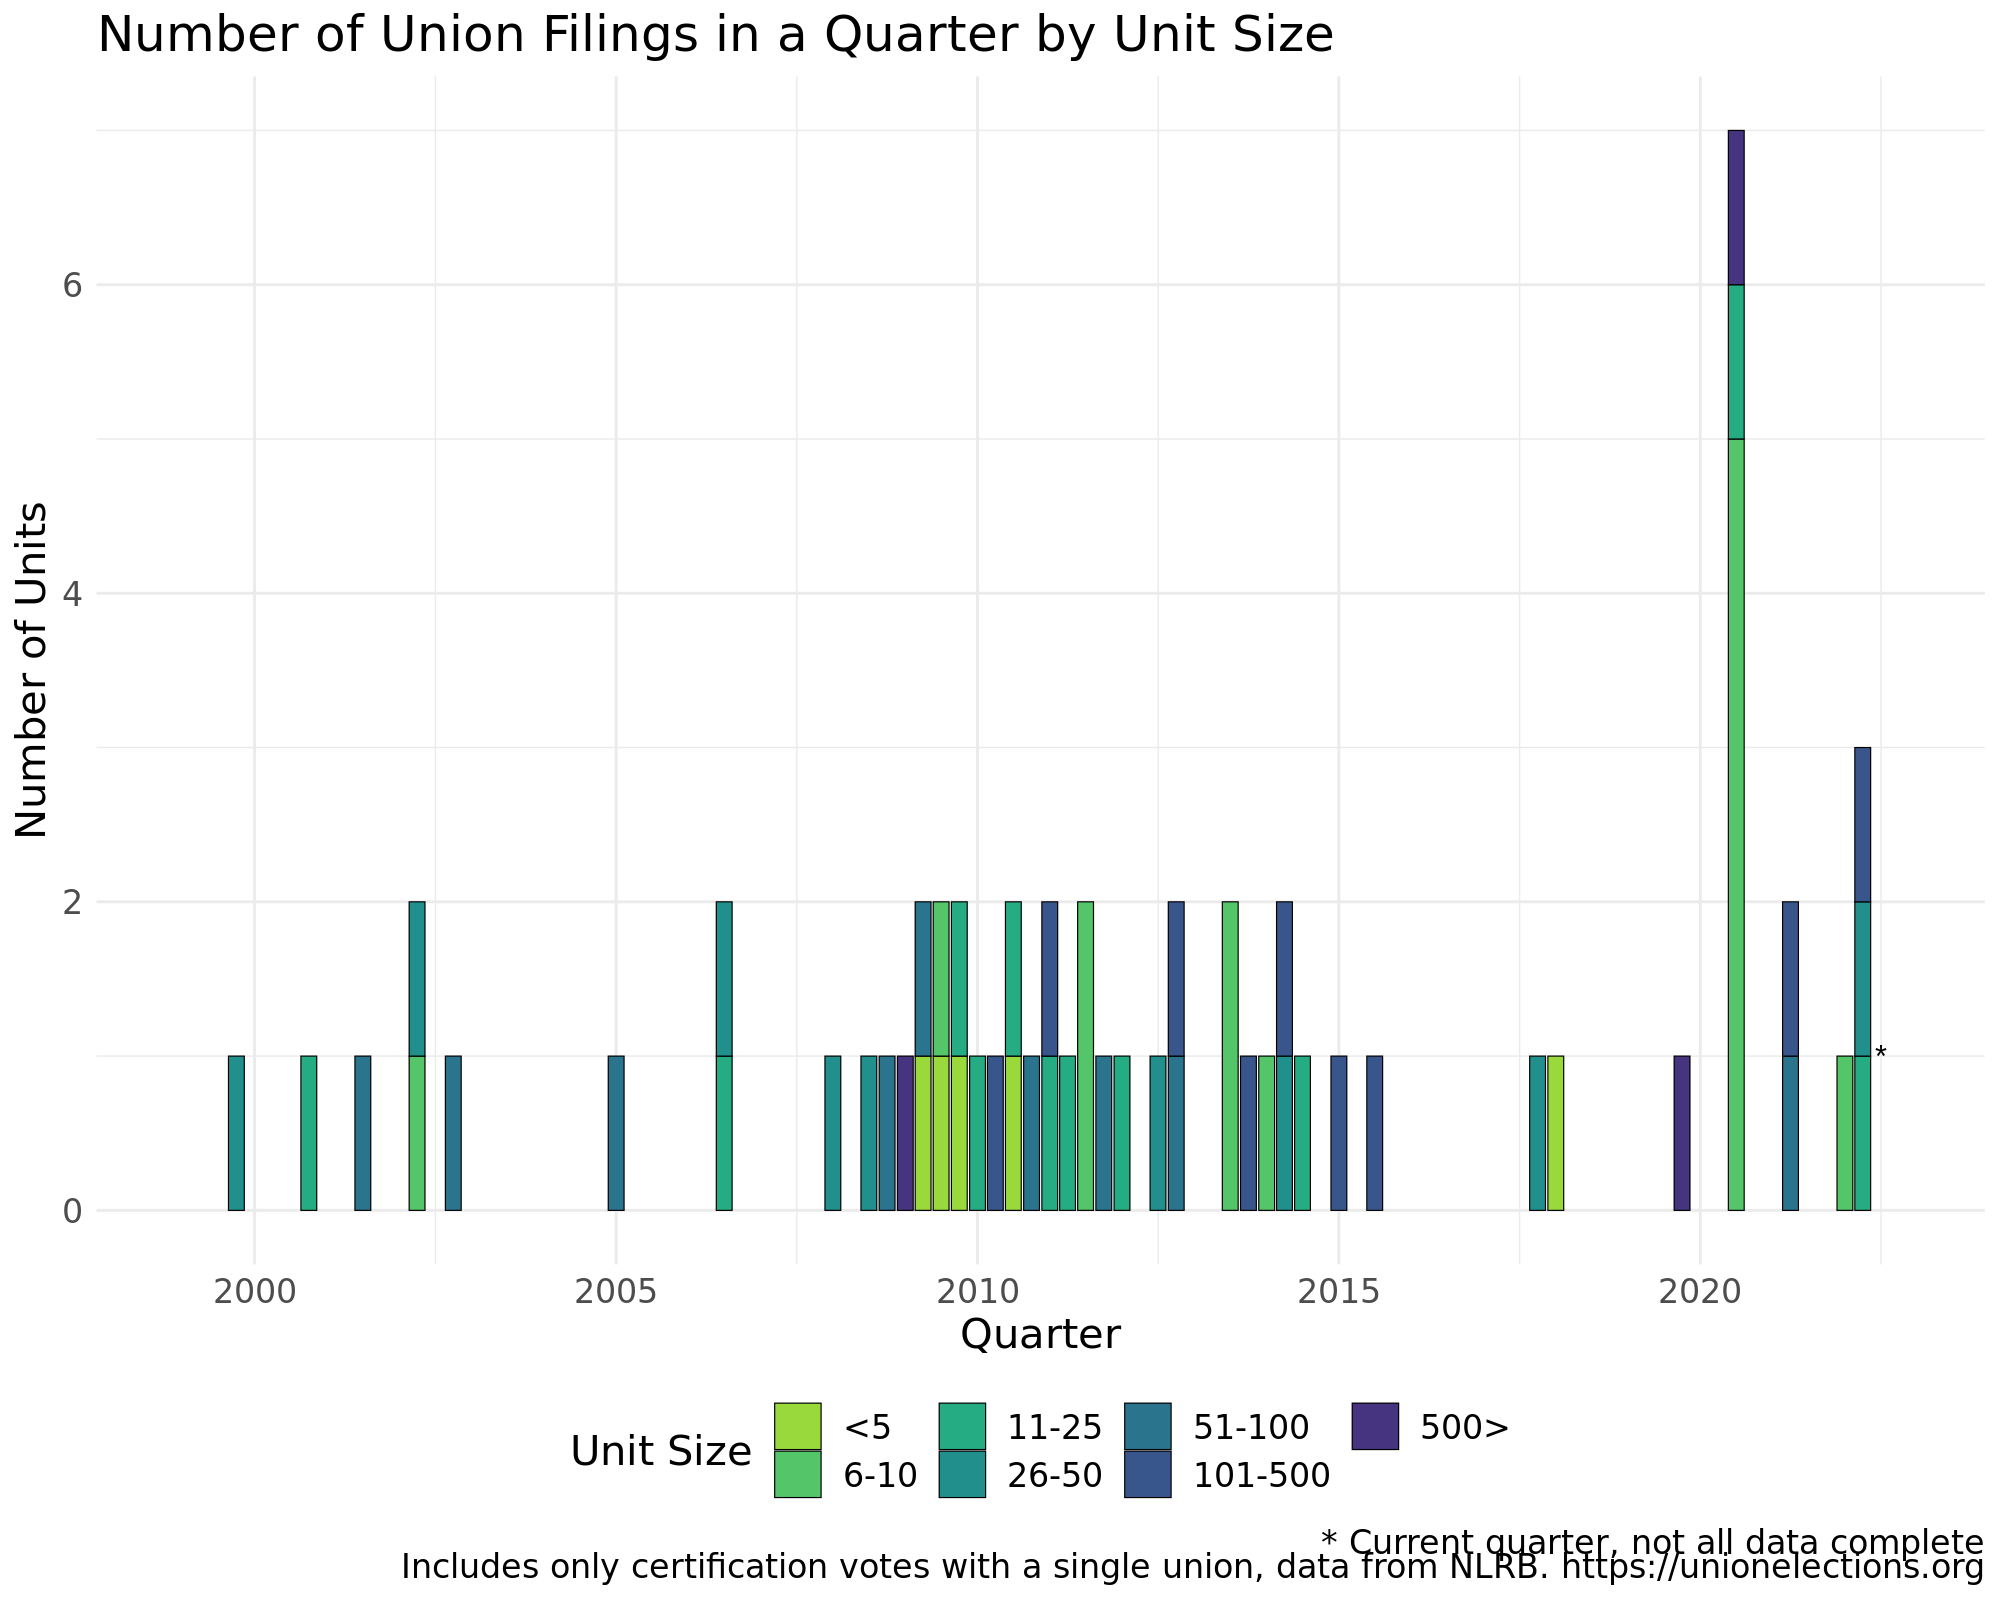 Number of Union Filings in a Quarter by Unit Size
Number of Units
6
4
2
0
*
2000 2005 2010 2015 2020
Quarter
Unit Size
<5 11-25 51-100 500>
6-10 26-50 101-500
* Current quarter, not all data complete
Includes only certification votes with a single union, data from NLRB. https://unionelections.org